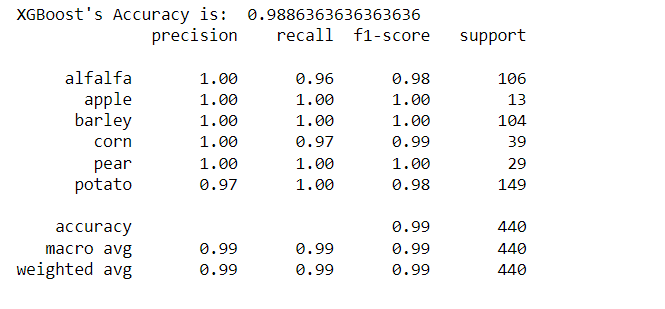 XGBoost's Accuracy is:  0.9886363636363636
precision recall f1-score support
alfalfa 1.00 0.96 0.98 106
apple 1.00 1.00 1.00 13
barley 1.00 1.00 1.00 104
corn 1.00 0.97 0.99 39
pear 1.00 1.00 1.00 29
potato 0.97 1.00 0.98 149
accuracy 0.99 440
macro avg 0.99 0.99 0.99 440
weighted avg 0.99 0.99 0.99 440